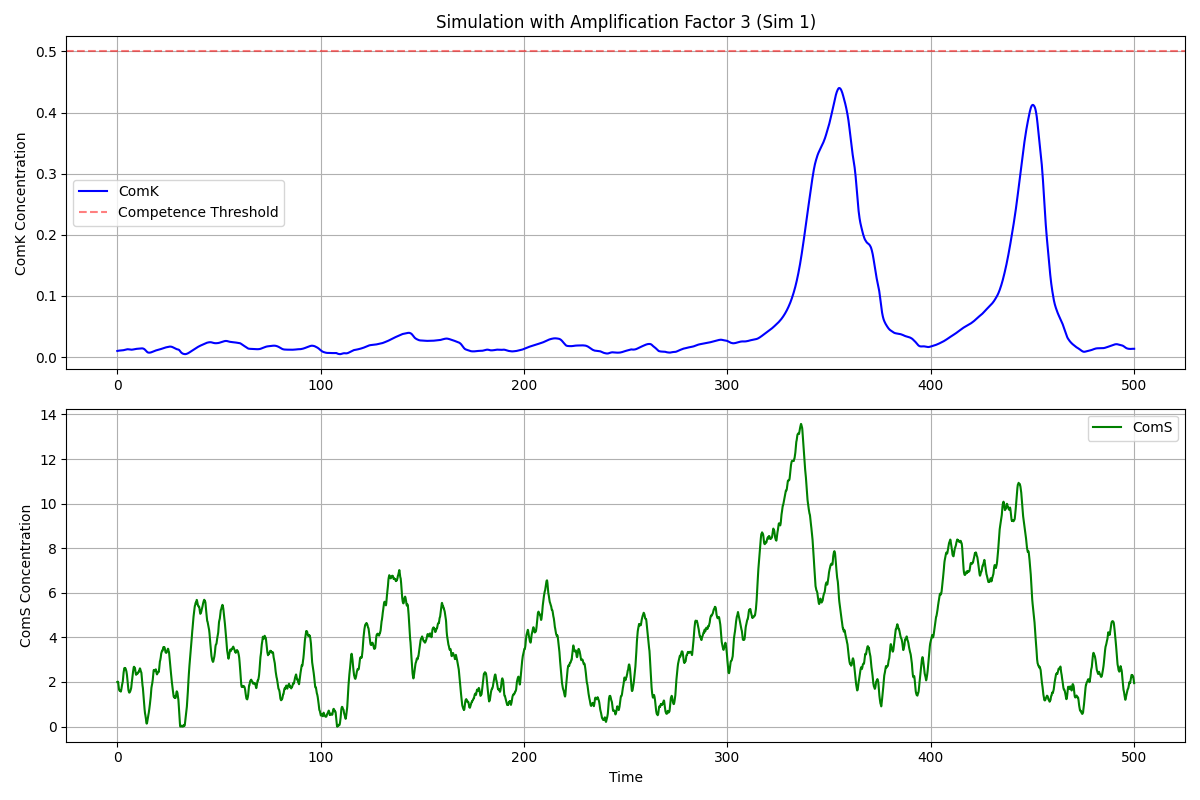 Simulation with Amplification Factor 3 (Sim 1)
ComK Concentration
0.5
0.4
0.3
0.2
0.1
0.0
ComK
Competence Threshold
0 100 200 300 400 500
ComS Concentration
14
12
10
8
6
4
2
0
ComS
0 100 200 300 400 500
Time